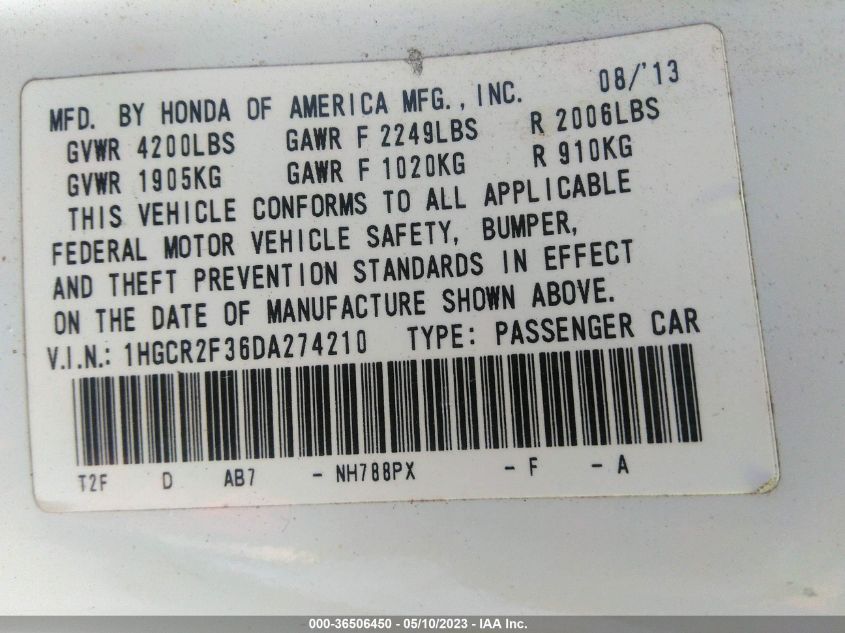 MFD. BY HONDA OF AMERICA MFG., INC. 08/'13
GVWR 4200LBS GAWR F 2249LBS R 2006LBS
GVWR 1905KG GAWR F 1020KG R 910KG
THIS VEHICLE CONFORMS TO ALL APPLICABLE
FEDERAL MOTOR VEHICLE SAFETY, BUMPER,
AND THEFT PREVENTION STANDARDS IN EFFECT
ON THE DATE OF MANUFACTURE SHOWN ABOVE.
V.I.N.: 1HGCR2F36DA274210 TYPE: PASSENGER CAR
T2F D AB7 - NH788PX - F - A
000-36506450 - 05/10/2023 - IAA Inc.